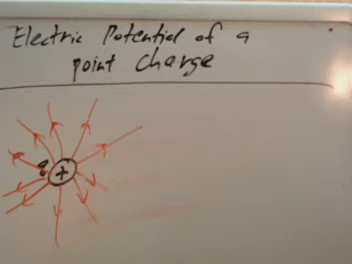 Electric Potential of a
point charge
q
+